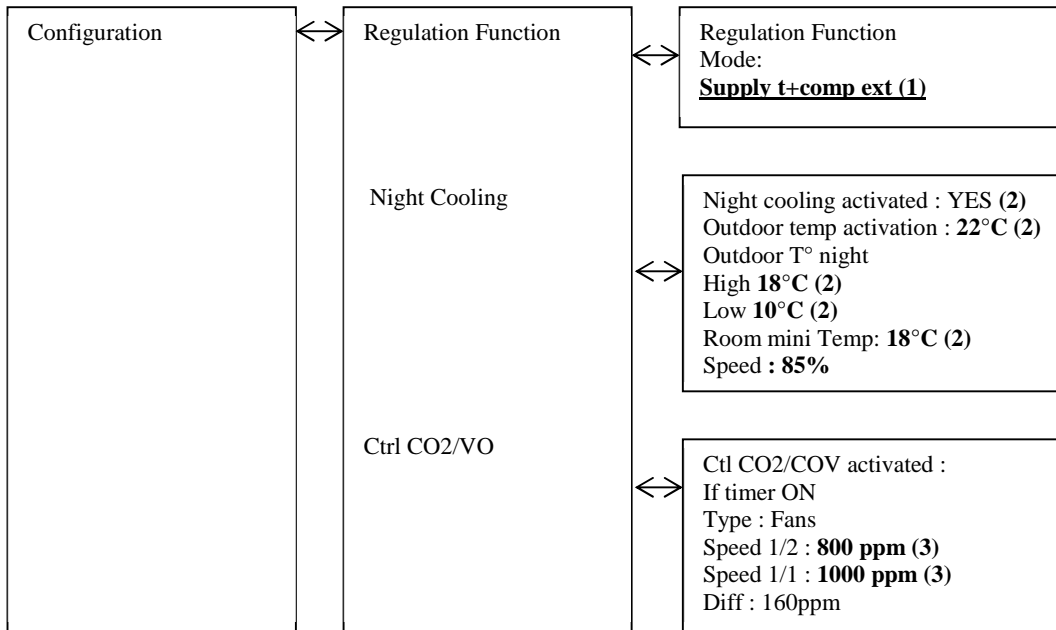 Configuration
Regulation Function
Regulation Function
Mode:
Supply t+comp ext (1)
Night Cooling
Night cooling activated : YES (2)
Outdoor temp activation : 22°C (2)
Outdoor T° night
High 18°C (2)
Low 10°C (2)
Room mini Temp: 18°C (2)
Speed : 85%
Ctrl CO2/VO
Ctl CO2/COV activated :
If timer ON
Type : Fans
Speed 1/2 : 800 ppm (3)
Speed 1/1 : 1000 ppm (3)
Diff : 160ppm